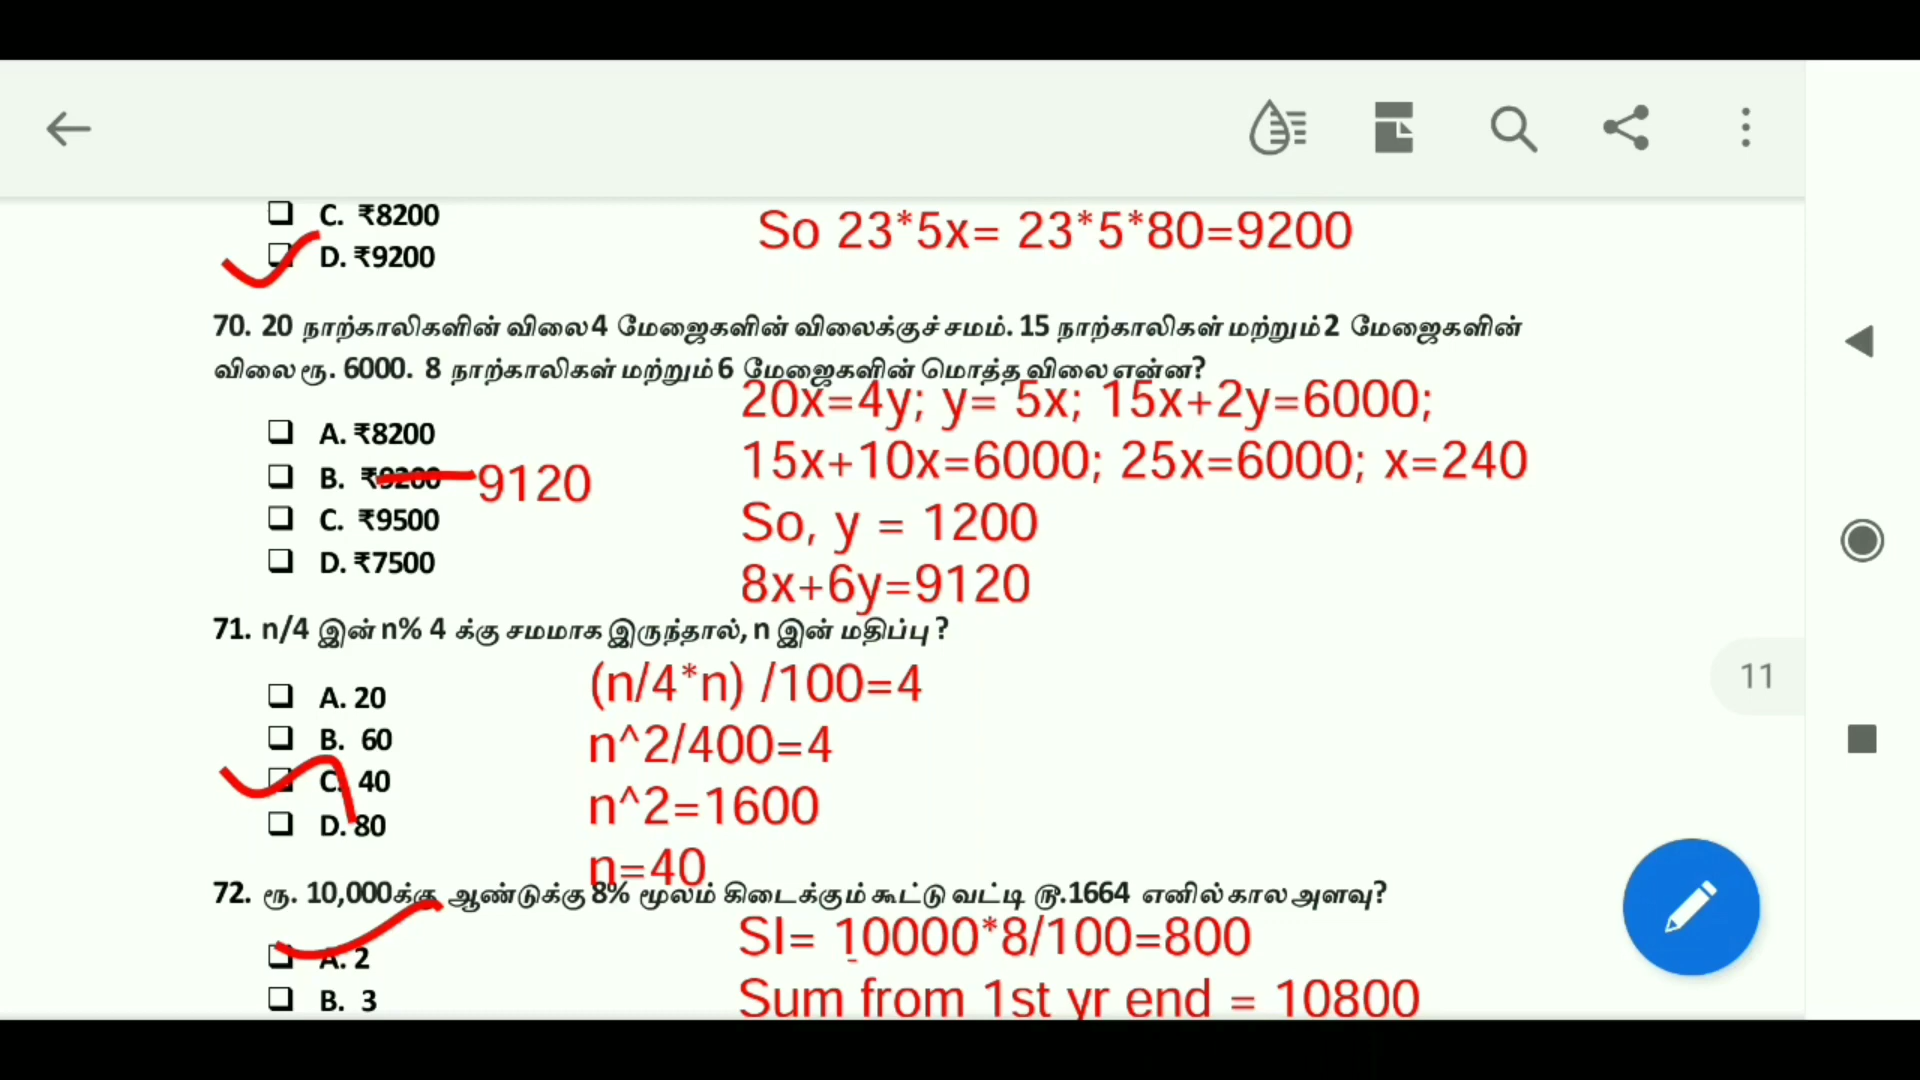 C. ₹8200
So 23*5x= 23*5*80=9200
D. ₹9200
70. 20 நாற்காலிகளின் விலை 4 மேஜைகளின் விலைக்குச் சமம். 15 நாற்காலிகள் மற்றும் 2 மேஜைகளின்
விலை ரூ. 6000. 8 நாற்காலிகள் மற்றும் 6 மேஜைகளின் மொத்த விலை என்ன?
20x=4y; y= 5x; 15x+2y=6000;
A. ₹8200
15x+10x=6000; 25x=6000; x=240
B. ₹9200 9120
C. ₹9500
So, y = 1200
D. ₹7500
8x+6y=9120
71. n/4 இன் n% 4 க்கு சமமாக இருந்தால், n இன் மதிப்பு ?
A. 20
(n/4*n) /100=4
B. 60
n^2/400=4
C. 40
n^2=1600
D. 80
n=40
72. ரூ. 10,000க்கு ஆண்டுக்கு 8% மூலம் கிடைக்கும் கூட்டு வட்டி ரூ.1664 எனில் கால அளவு?
A. 2
SI= 10000*8/100=800
B. 3
Sum from 1st yr end = 10800
11